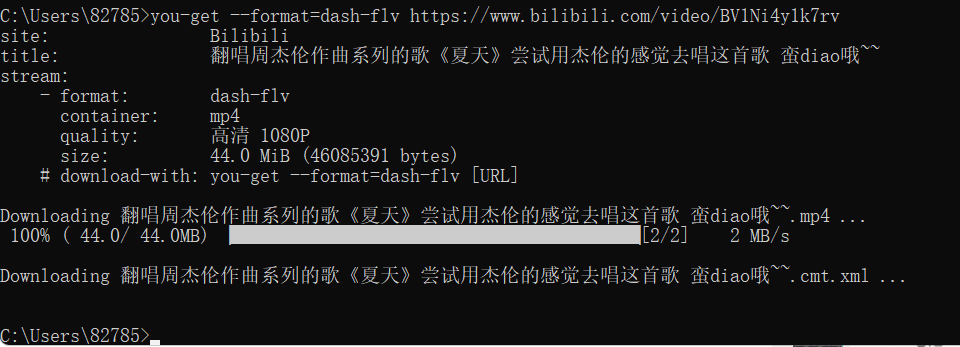 C:\Users\82785>you-get --format=dash-flv https://www.bilibili.com/video/BV1Ni4y1k7rv
site: Bilibili
title: 翻唱周杰伦作曲系列的歌《夏天》尝试用杰伦的感觉去唱这首歌 蛮diao哦~~
stream:
- format: dash-flv
container: mp4
quality: 高清 1080P
size: 44.0 MiB (46085391 bytes)
# download-with: you-get --format=dash-flv [URL]
Downloading 翻唱周杰伦作曲系列的歌《夏天》尝试用杰伦的感觉去唱这首歌 蛮diao哦~~.mp4 ...
100% ( 44.0/ 44.0MB) [2/2] 2 MB/s
Downloading 翻唱周杰伦作曲系列的歌《夏天》尝试用杰伦的感觉去唱这首歌 蛮diao哦~~.cmt.xml ...
C:\Users\82785>